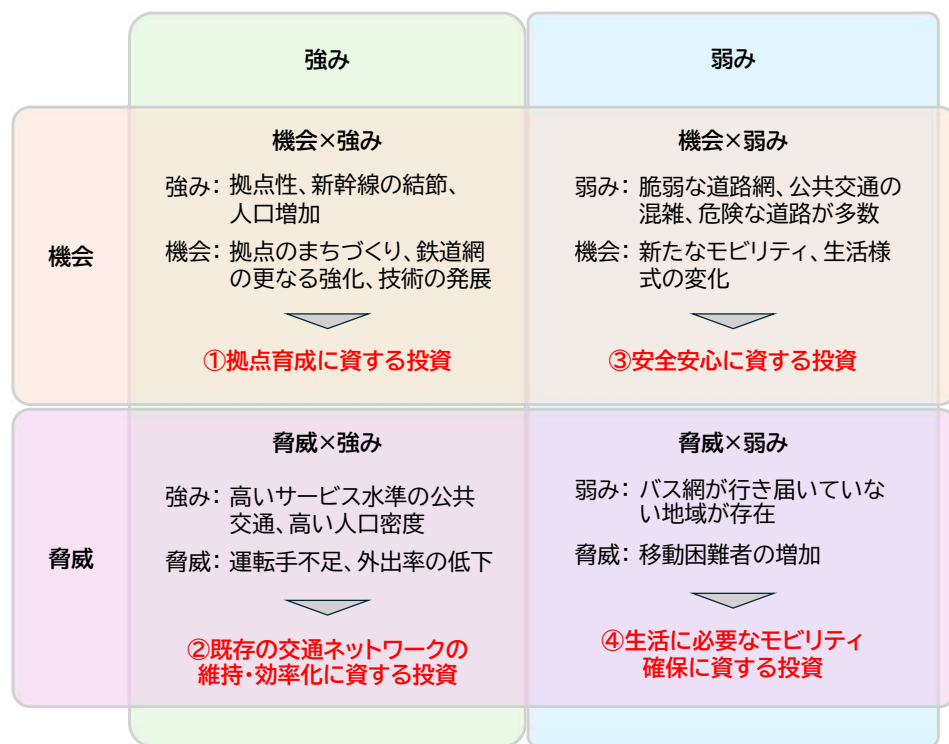 強み
弱み
機会
機会×強み
強み：拠点性、新幹線の結節、
人口増加
機会：拠点のまちづくり、鉄道網
の更なる強化、技術の発展
①拠点育成に資する投資
機会×弱み
弱み：脆弱な道路網、公共交通の
混雑、危険な道路が多数
機会：新たなモビリティ、生活様
式の変化
③安全安心に資する投資
脅威
脅威×強み
強み：高いサービス水準の公共
交通、高い人口密度
脅威：運転手不足、外出率の低下
②既存の交通ネットワークの
維持・効率化に資する投資
脅威×弱み
弱み：バス網が行き届いていな
い地域が存在
脅威：移動困難者の増加
④生活に必要なモビリティ
確保に資する投資